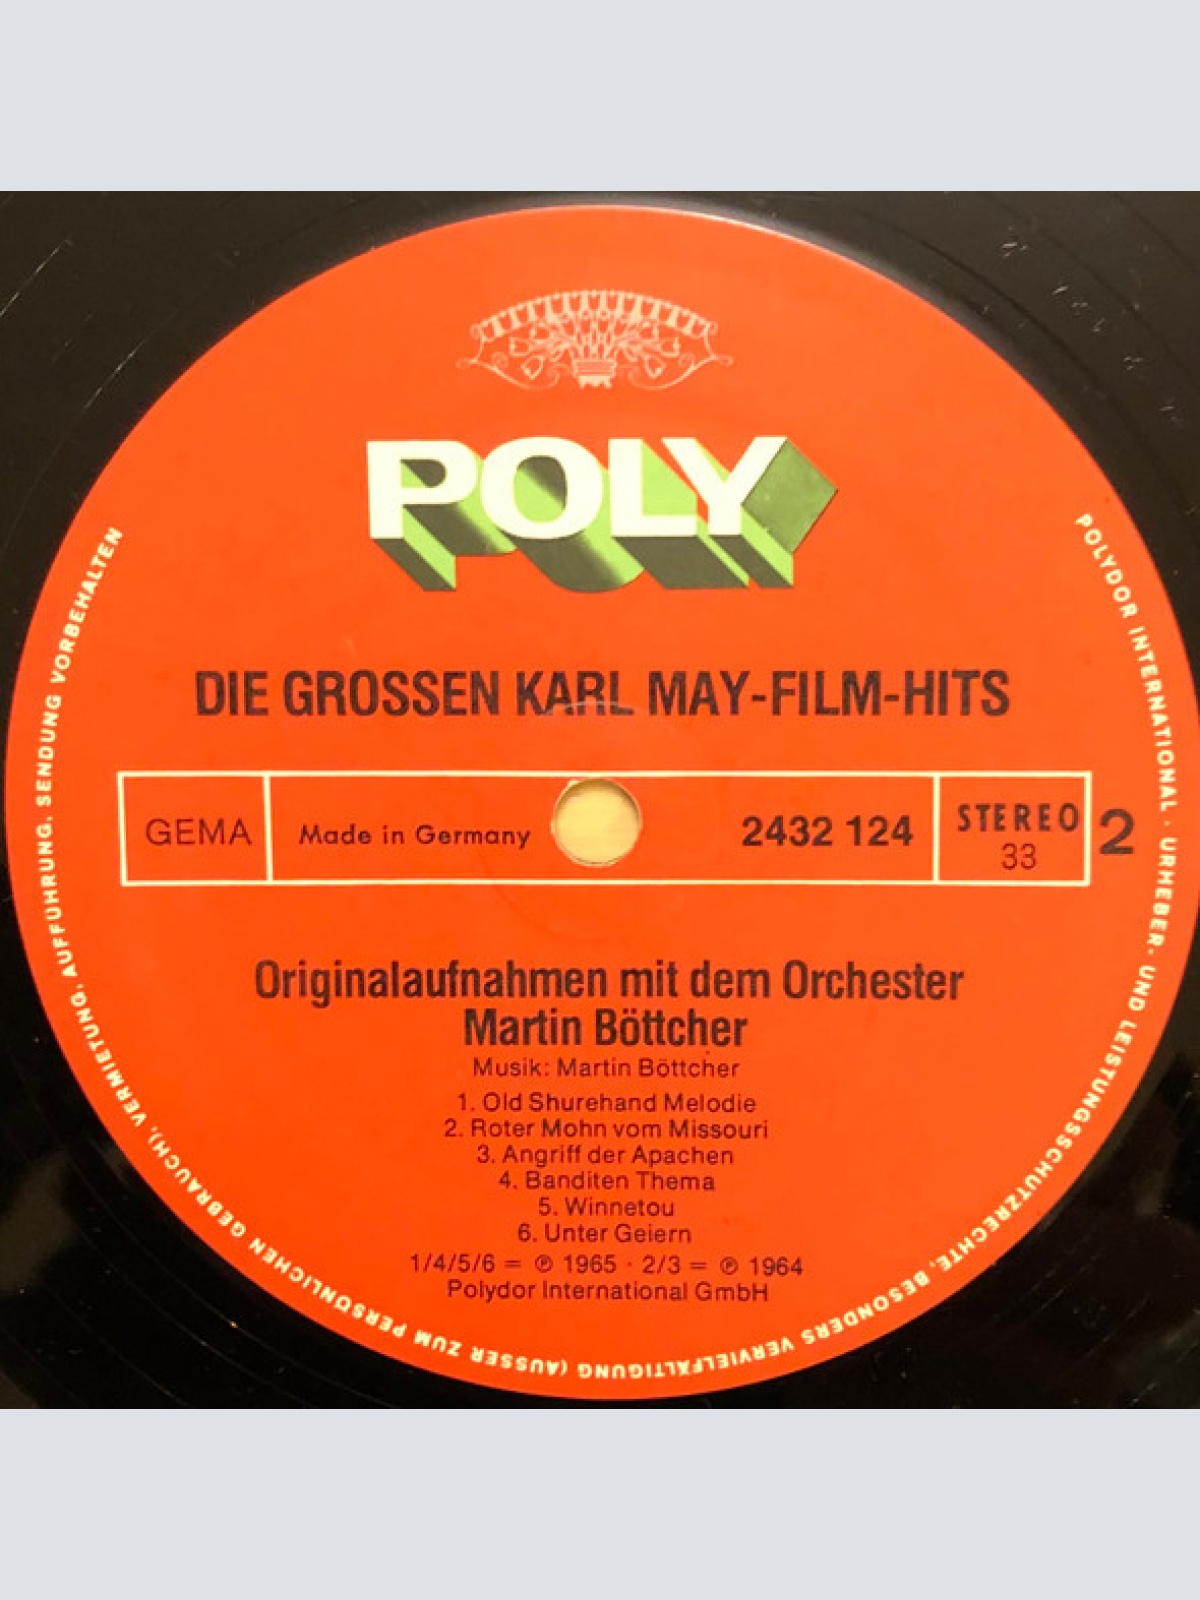 POLY
DIE GROSSEN KARL MAY-FILM-HITS
GEMA
Made in Germany
2432 124
STEREO
33
2
Originalaufnahmen mit dem Orchester
Martin Böttcher
Musik: Martin Böttcher
1. Old Shurehand Melodie
2. Roter Mohn vom Missouri
3. Angriff der Apachen
4. Banditen Thema
5. Winnetou
6. Unter Geiern
1/4/5/6 = ℗ 1965 · 2/3 = ℗ 1964
Polydor International GmbH
POLYDOR INTERNATIONAL · URHEBER- UND LEISTUNGSSCHUTZRECHTE, BESONDERS VERVIELFÄLTIGUNG (AUSSER ZUM PERSÖNLICHEN GEBRAUCH), VERMIETUNG, AUFFÜHRUNG, SENDUNG VORBEHALTEN